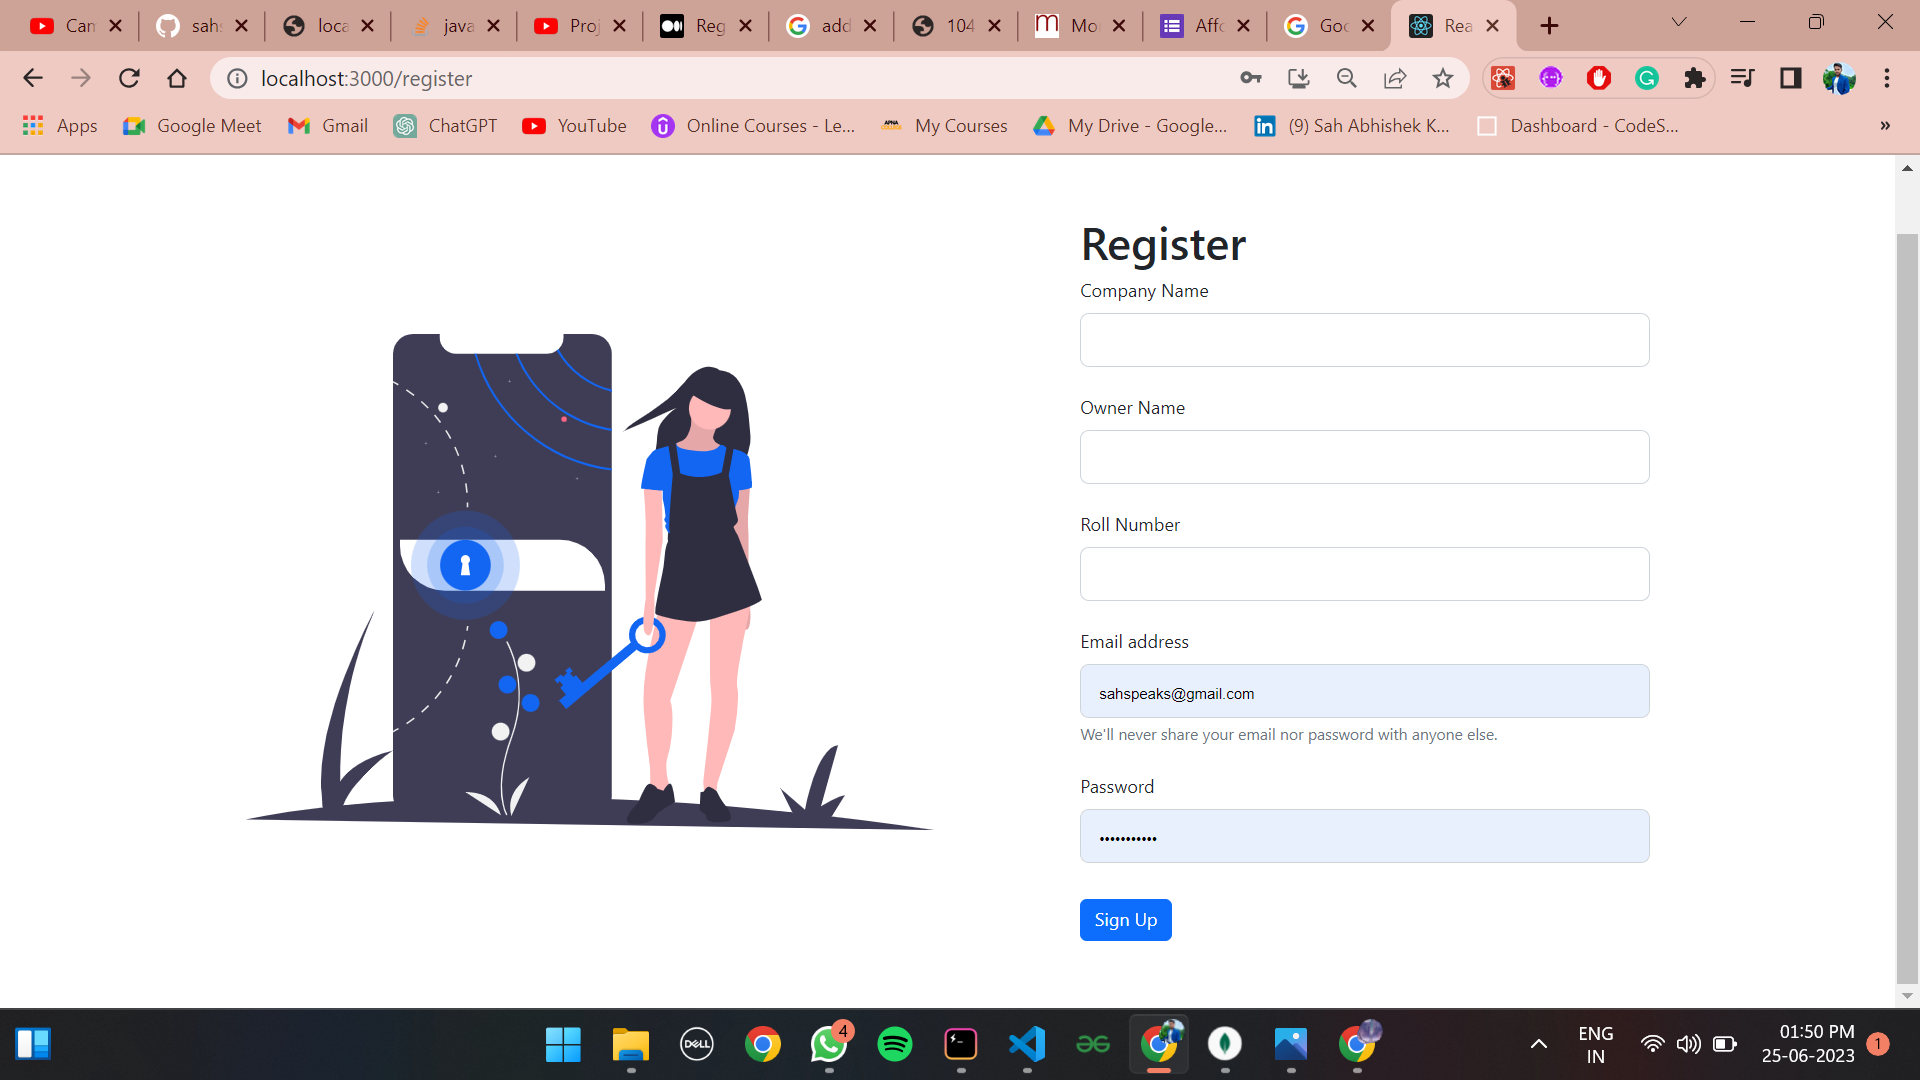 Can
sah
loca
java
Proj
Reg
add
104
Mo
Affo
Goo
Rea
localhost:3000/register
Apps
Google Meet
Gmail
ChatGPT
YouTube
Online Courses - Le...
My Courses
My Drive - Google...
(9) Sah Abhishek K...
Dashboard - CodeS...
»
Register
Company Name
Owner Name
Roll Number
Email address
sahspeaks@gmail.com
We'll never share your email nor password with anyone else.
Password
•••••••••••
Sign Up
DELL
4
ENG
IN
01:50 PM
25-06-2023
1